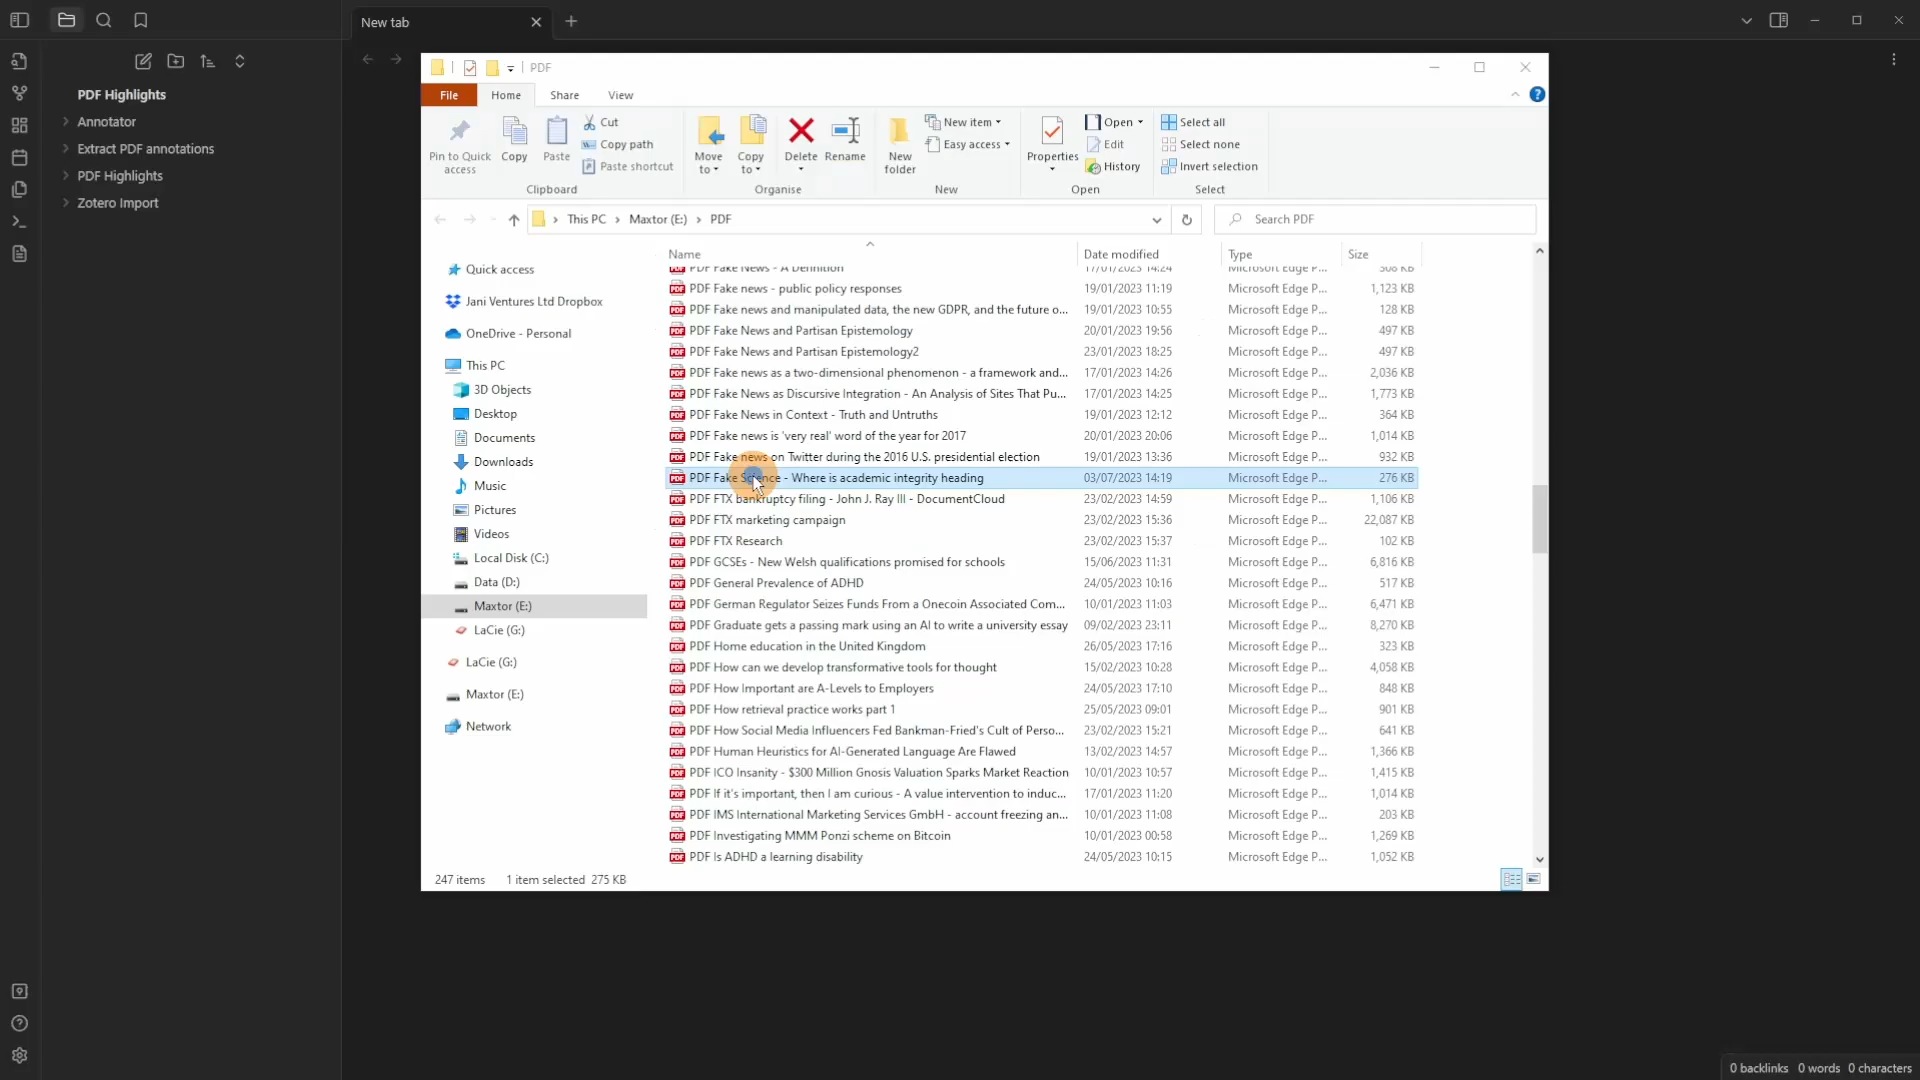 New tab
PDF Highlights
Annotator
Extract PDF annotations
PDF Highlights
Zotero Import
PDF
File Home Share View
Pin to Quick access
Copy
Paste
Cut
Copy path
Paste shortcut
Clipboard
Move to
Copy to
Delete
Rename
Organise
New folder
New item
Easy access
New
Properties
Open
Edit
History
Open
Select all
Select none
Invert selection
Select
This PC > Maxtor (E:) > PDF
Search PDF
Quick access
Jani Ventures Ltd Dropbox
OneDrive - Personal
This PC
3D Objects
Desktop
Documents
Downloads
Music
Pictures
Videos
Local Disk (C:)
Data (D:)
Maxtor (E:)
LaCie (G:)
LaCie (G:)
Maxtor (E:)
Network
Name Date modified Type Size
PDF Fake News - A Definition 17/01/2023 14:24 Microsoft Edge P... 508 KB
PDF Fake news - public policy responses 19/01/2023 11:19 Microsoft Edge P... 1,123 KB
PDF Fake news and manipulated data, the new GDPR, and the future o... 19/01/2023 10:55 Microsoft Edge P... 128 KB
PDF Fake News and Partisan Epistemology 20/01/2023 19:56 Microsoft Edge P... 497 KB
PDF Fake News and Partisan Epistemology2 23/01/2023 18:25 Microsoft Edge P... 497 KB
PDF Fake news as a two-dimensional phenomenon - a framework and... 17/01/2023 14:26 Microsoft Edge P... 2,036 KB
PDF Fake News as Discursive Integration - An Analysis of Sites That Pu... 17/01/2023 14:25 Microsoft Edge P... 1,773 KB
PDF Fake News in Context - Truth and Untruths 19/01/2023 12:12 Microsoft Edge P... 364 KB
PDF Fake news is 'very real' word of the year for 2017 20/01/2023 20:06 Microsoft Edge P... 1,014 KB
PDF Fake news on Twitter during the 2016 U.S. presidential election 19/01/2023 13:36 Microsoft Edge P... 932 KB
PDF Fake Science - Where is academic integrity heading 03/07/2023 14:19 Microsoft Edge P... 276 KB
PDF FTX bankruptcy filing - John J. Ray III - DocumentCloud 23/02/2023 14:59 Microsoft Edge P... 1,106 KB
PDF FTX marketing campaign 23/02/2023 15:36 Microsoft Edge P... 22,087 KB
PDF FTX Research 23/02/2023 15:37 Microsoft Edge P... 102 KB
PDF GCSEs - New Welsh qualifications promised for schools 15/06/2023 11:31 Microsoft Edge P... 6,816 KB
PDF General Prevalence of ADHD 24/05/2023 10:16 Microsoft Edge P... 517 KB
PDF German Regulator Seizes Funds From a Onecoin Associated Com... 10/01/2023 11:03 Microsoft Edge P... 6,471 KB
PDF Graduate gets a passing mark using an AI to write a university essay 09/02/2023 23:11 Microsoft Edge P... 8,270 KB
PDF Home education in the United Kingdom 26/05/2023 17:16 Microsoft Edge P... 323 KB
PDF How can we develop transformative tools for thought 15/02/2023 10:28 Microsoft Edge P... 4,058 KB
PDF How Important are A-Levels to Employers 24/05/2023 17:10 Microsoft Edge P... 848 KB
PDF How retrieval practice works part 1 25/05/2023 09:01 Microsoft Edge P... 901 KB
PDF How Social Media Influencers Fed Bankman-Fried's Cult of Perso... 23/02/2023 15:21 Microsoft Edge P... 641 KB
PDF Human Heuristics for AI-Generated Language Are Flawed 13/02/2023 14:57 Microsoft Edge P... 1,366 KB
PDF ICO Insanity - $300 Million Gnosis Valuation Sparks Market Reaction 10/01/2023 10:57 Microsoft Edge P... 1,415 KB
PDF If it's important, then I am curious - A value intervention to induc... 17/01/2023 11:20 Microsoft Edge P... 1,014 KB
PDF IMS International Marketing Services GmbH - account freezing an... 10/01/2023 11:08 Microsoft Edge P... 203 KB
PDF Investigating MMM Ponzi scheme on Bitcoin 10/01/2023 00:58 Microsoft Edge P... 1,269 KB
PDF Is ADHD a learning disability 24/05/2023 10:15 Microsoft Edge P... 1,052 KB
247 items 1 item selected 275 KB
0 backlinks 0 words 0 characters